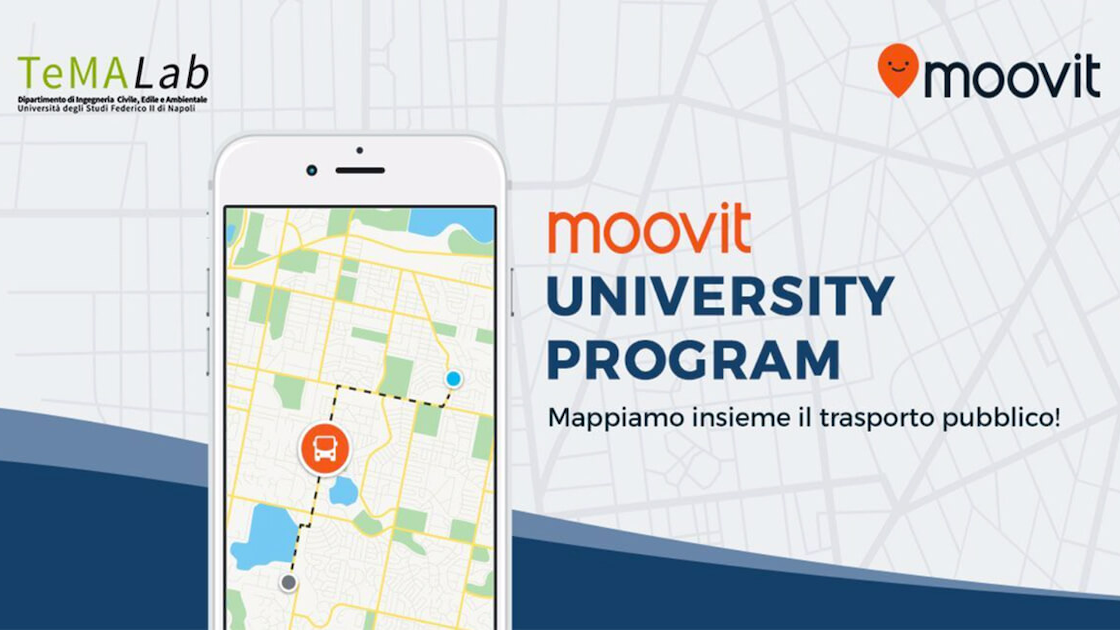 TeMALab
Dipartimento di Ingegneria Civile, Edile e Ambientale
Università degli Studi Federico II di Napoli
moovit
moovit
UNIVERSITY
PROGRAM
Mappiamo insieme il trasporto pubblico!